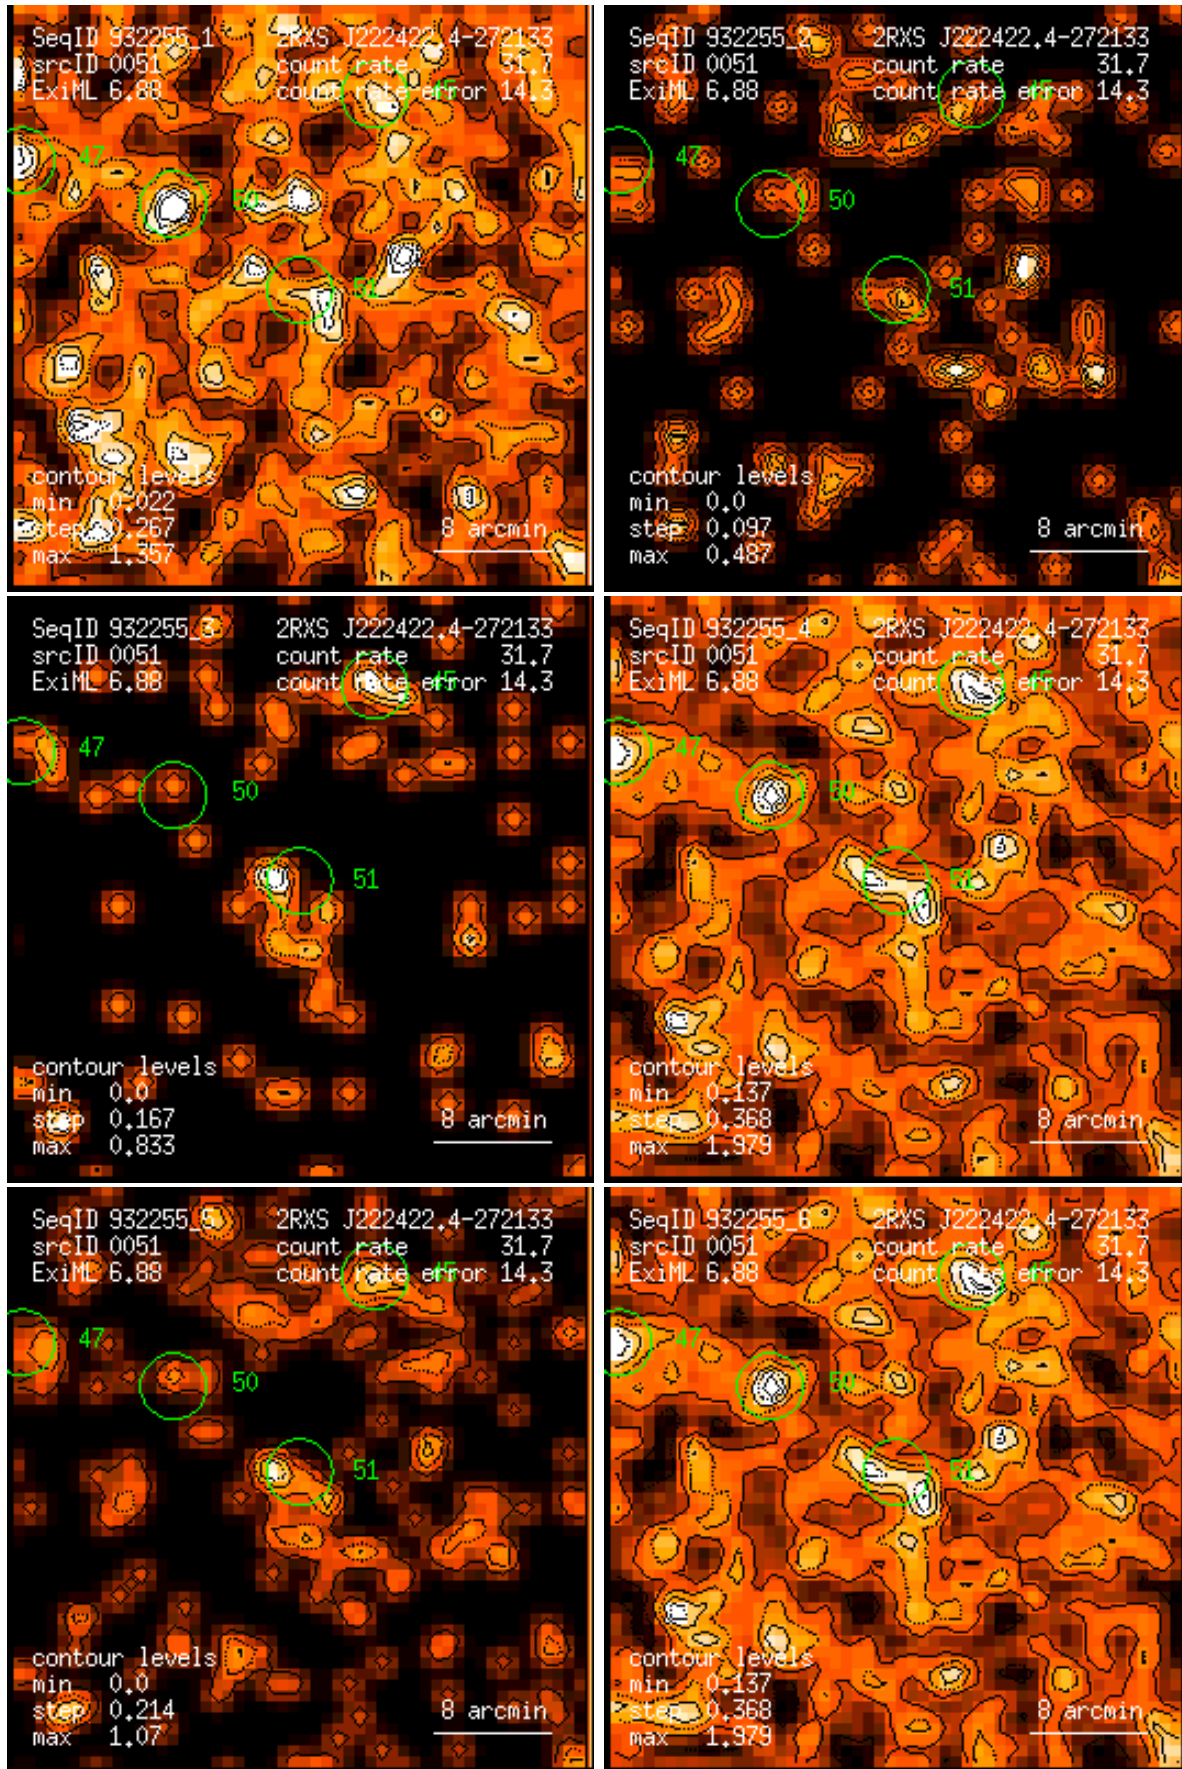 SeqID 932255_1 2RXS J222422.4-272133
srcID 0051 count rate 31.7
ExiML 6.88 count rate error 14.3
45
47
50
51
contour levels
min 0.022
step 0.267
max 1.357
8 arcmin
SeqID 932255_2 2RXS J222422.4-272133
srcID 0051 count rate 31.7
ExiML 6.88 count rate error 14.3
45
47
50
51
contour levels
min 0.0
step 0.097
max 0.487
8 arcmin
SeqID 932255_3 2RXS J222422.4-272133
srcID 0051 count rate 31.7
ExiML 6.88 count rate error 14.3
45
47
50
51
contour levels
min 0.0
step 0.167
max 0.833
8 arcmin
SeqID 932255_4 2RXS J222422.4-272133
srcID 0051 count rate 31.7
ExiML 6.88 count rate error 14.3
45
47
50
51
contour levels
min 0.137
step 0.368
max 1.979
8 arcmin
SeqID 932255_5 2RXS J222422.4-272133
srcID 0051 count rate 31.7
ExiML 6.88 count rate error 14.3
45
47
50
51
contour levels
min 0.0
step 0.214
max 1.07
8 arcmin
SeqID 932255_6 2RXS J222422.4-272133
srcID 0051 count rate 31.7
ExiML 6.88 count rate error 14.3
45
47
50
51
contour levels
min 0.137
step 0.368
max 1.979
8 arcmin